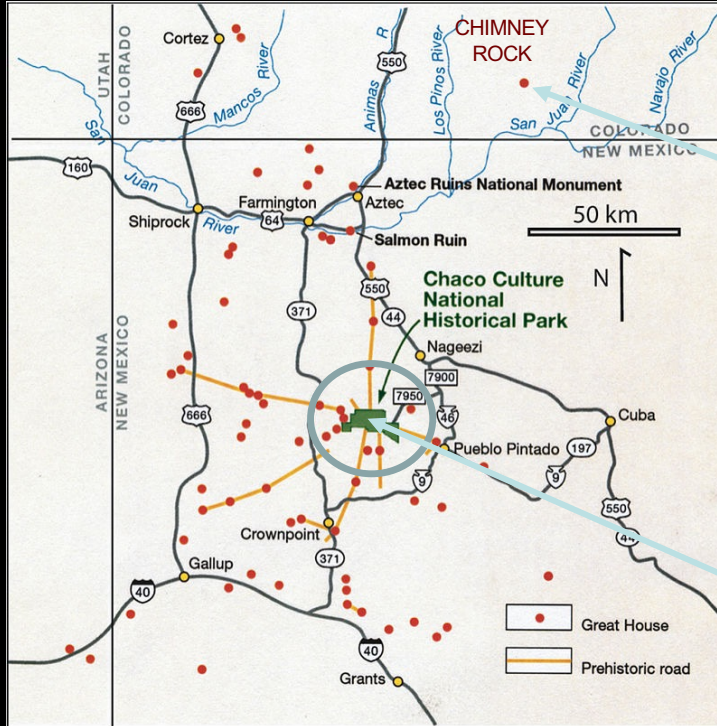 CHIMNEY
ROCK
Cortez
550
Animas R
Los Pinos River
San Juan River
Navajo River
UTAH
COLORADO
Mancos River
666
San Juan River
COLORADO
NEW MEXICO
160
Aztec Ruins National Monument
Farmington
Aztec
Shiprock
64
50 km
Salmon Ruin
N
Chaco Culture
National
Historical Park
550
371
44
ARIZONA
NEW MEXICO
Nageezi
7900
7950
666
46
Cuba
Pueblo Pintado
197
9
9
550
44
Crownpoint
371
Gallup
40
Great House
40
Prehistoric road
Grants